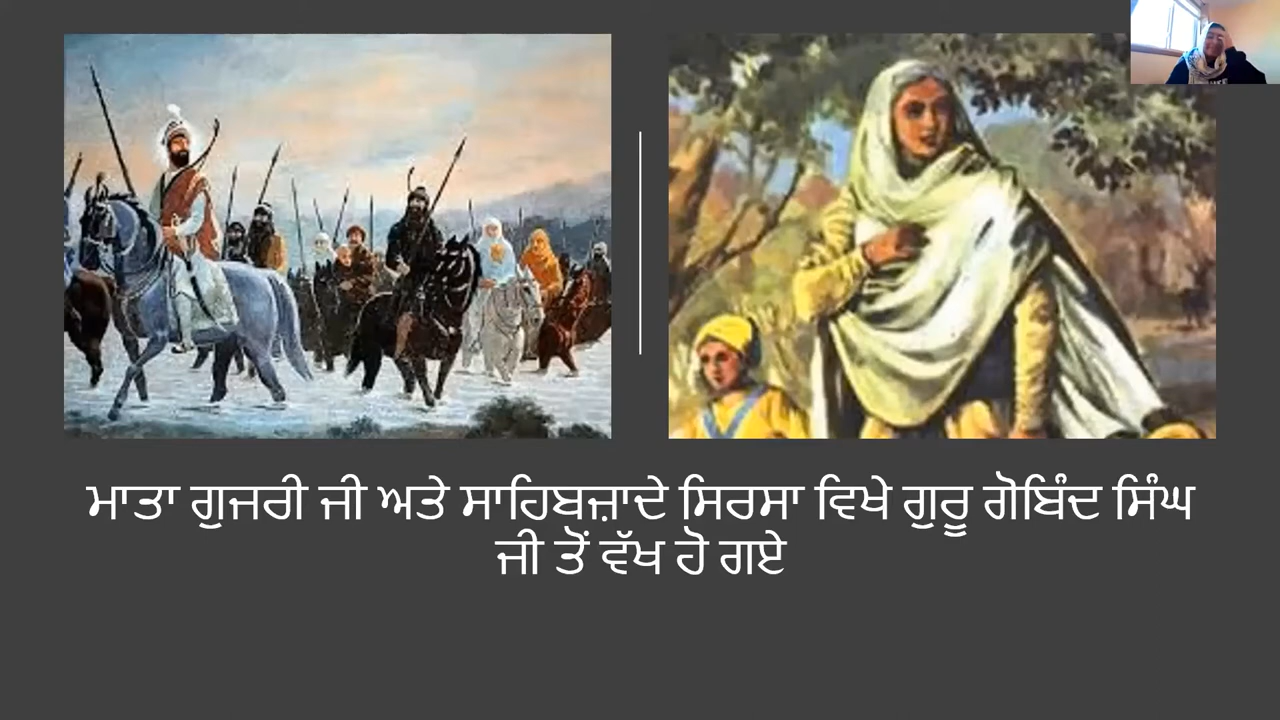 ਮਾਤਾ ਗੁਜਰੀ ਜੀ ਅਤੇ ਸਾਹਿਬਜ਼ਾਦੇ ਸਿਰਸਾ ਵਿਖੇ ਗੁਰੂ ਗੋਬਿੰਦ ਸਿੰਘ
ਜੀ ਤੋਂ ਵੱਖ ਹੋ ਗਏ